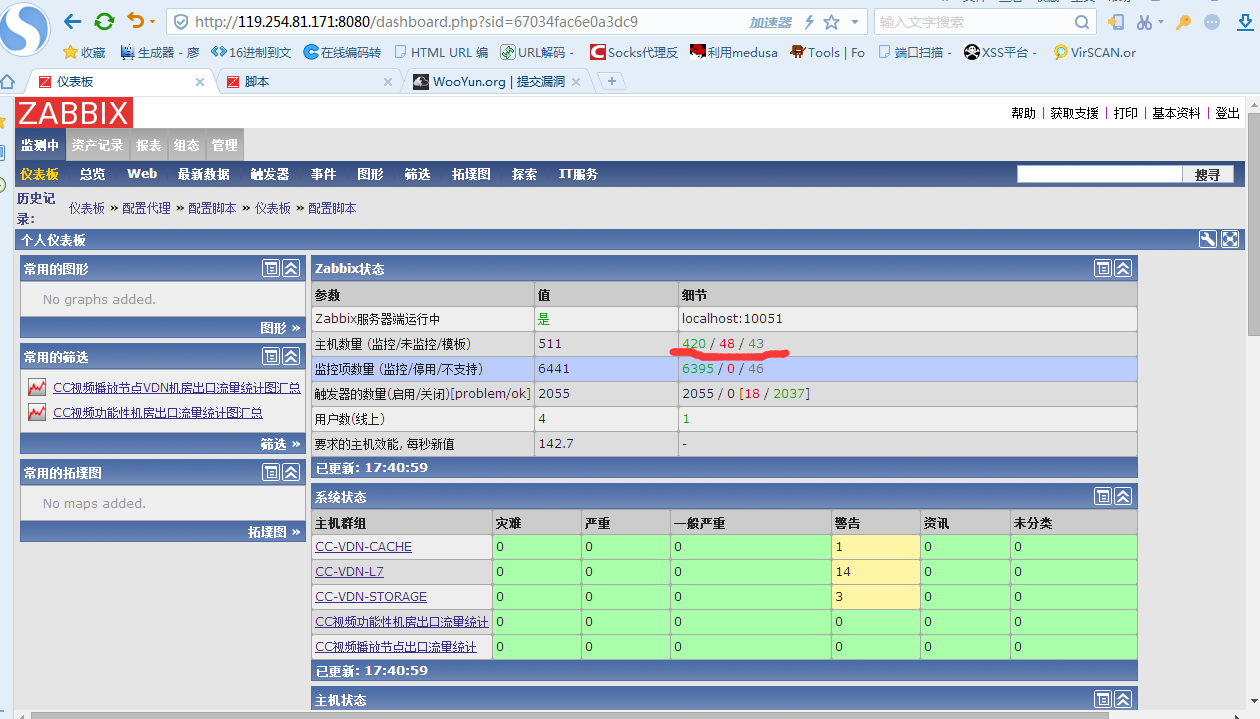 http://119.254.81.171:8080/dashboard.php?sid=67034fac6e0a3dc9 加速器 输入文字搜索
收藏 生成器 - 廖 16进制到文 在线编码转 HTML URL 编 URL解码 - Socks代理反 利用medusa Tools | Fo 端口扫描 - XSS平台 - VirSCAN.or
仪表板 脚本 WooYun.org | 提交漏洞
ZABBIX
帮助 | 获取支援 | 打印 | 基本资料 | 登出
监测中 资产记录 报表 组态 管理
仪表板 总览 Web 最新数据 触发器 事件 图形 筛选 拓墣图 探索 IT服务 搜寻
历史记录: 仪表板 » 配置代理 » 配置脚本 » 仪表板 » 配置脚本
个人仪表板
常用的图形
No graphs added.
图形 »
常用的筛选
CC视频播放节点VDN机房出口流量统计图汇总
CC视频功能性机房出口流量统计图汇总
筛选 »
常用的拓墣图
No maps added.
拓墣图 »
Zabbix状态
参数 值 细节
Zabbix服务器端运行中 是 localhost:10051
主机数量 (监控/未监控/模板) 511 420 / 48 / 43
监控项数量 (监控/停用/不支持) 6441 6395 / 0 / 46
触发器的数量(启用/关闭)[problem/ok] 2055 2055 / 0 [18 / 2037]
用户数(线上) 4 1
要求的主机效能, 每秒新值 142.7 -
已更新: 17:40:59
系统状态
主机群组 灾难 严重 一般严重 警告 资讯 未分类
CC-VDN-CACHE 0 0 0 1 0 0
CC-VDN-L7 0 0 0 14 0 0
CC-VDN-STORAGE 0 0 0 3 0 0
CC视频功能性机房出口流量统计 0 0 0 0 0 0
CC视频播放节点出口流量统计 0 0 0 0 0 0
已更新: 17:40:59
主机状态